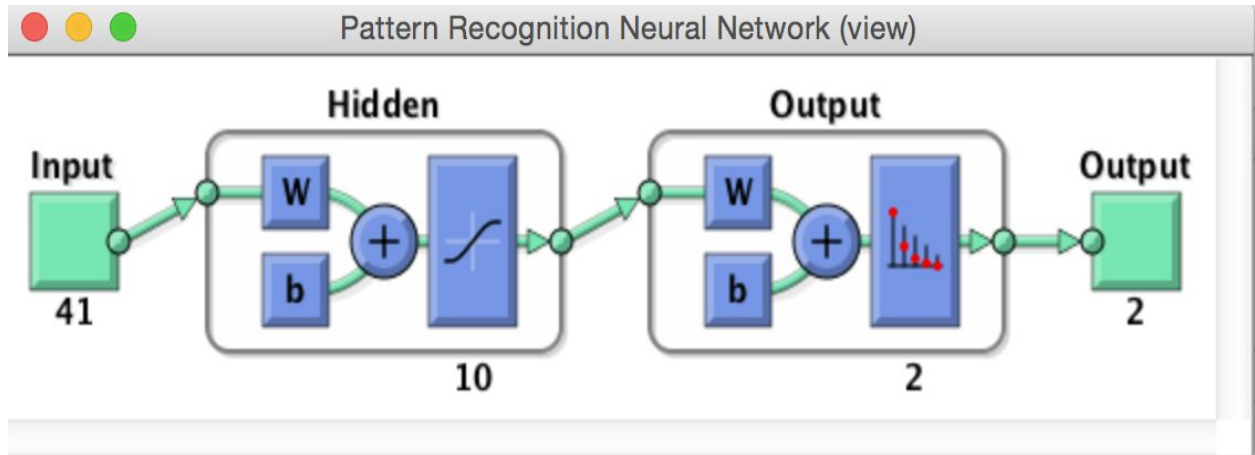 Pattern Recognition Neural Network (view)
Hidden
Output
Input
Output
W
W
b
b
41
10
2
2